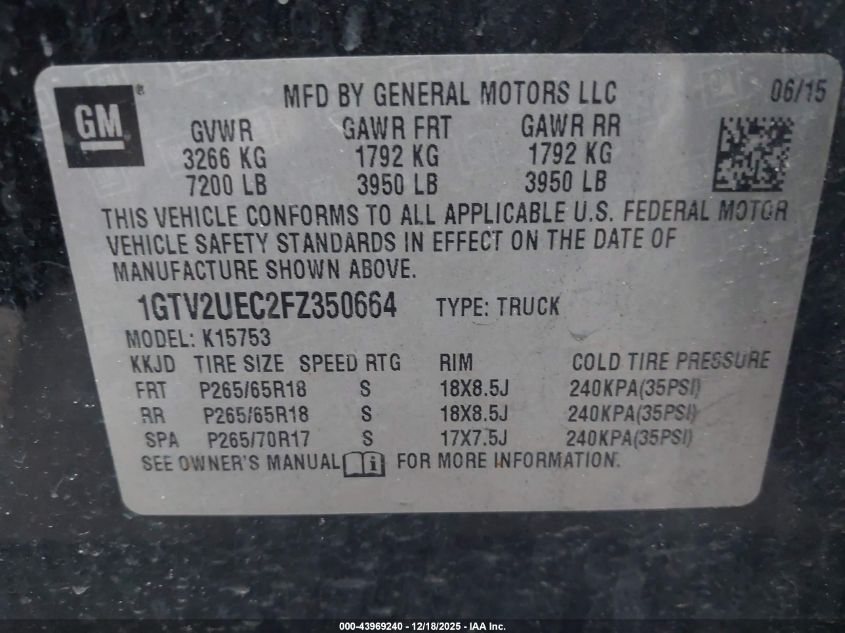 GM ®
MFD BY GENERAL MOTORS LLC 06/15
GVWR GAWR FRT GAWR RR
3266 KG 1792 KG 1792 KG
7200 LB 3950 LB 3950 LB
THIS VEHICLE CONFORMS TO ALL APPLICABLE U.S. FEDERAL MOTOR
VEHICLE SAFETY STANDARDS IN EFFECT ON THE DATE OF
MANUFACTURE SHOWN ABOVE.
1GTV2UEC2FZ350664 TYPE: TRUCK
MODEL: K15753
KKJD TIRE SIZE SPEED RTG RIM COLD TIRE PRESSURE
FRT P265/65R18 S 18X8.5J 240KPA(35PSI)
RR P265/65R18 S 18X8.5J 240KPA(35PSI)
SPA P265/70R17 S 17X7.5J 240KPA(35PSI)
SEE OWNER'S MANUAL FOR MORE INFORMATION.
000-43969240 - 12/18/2025 - IAA Inc.